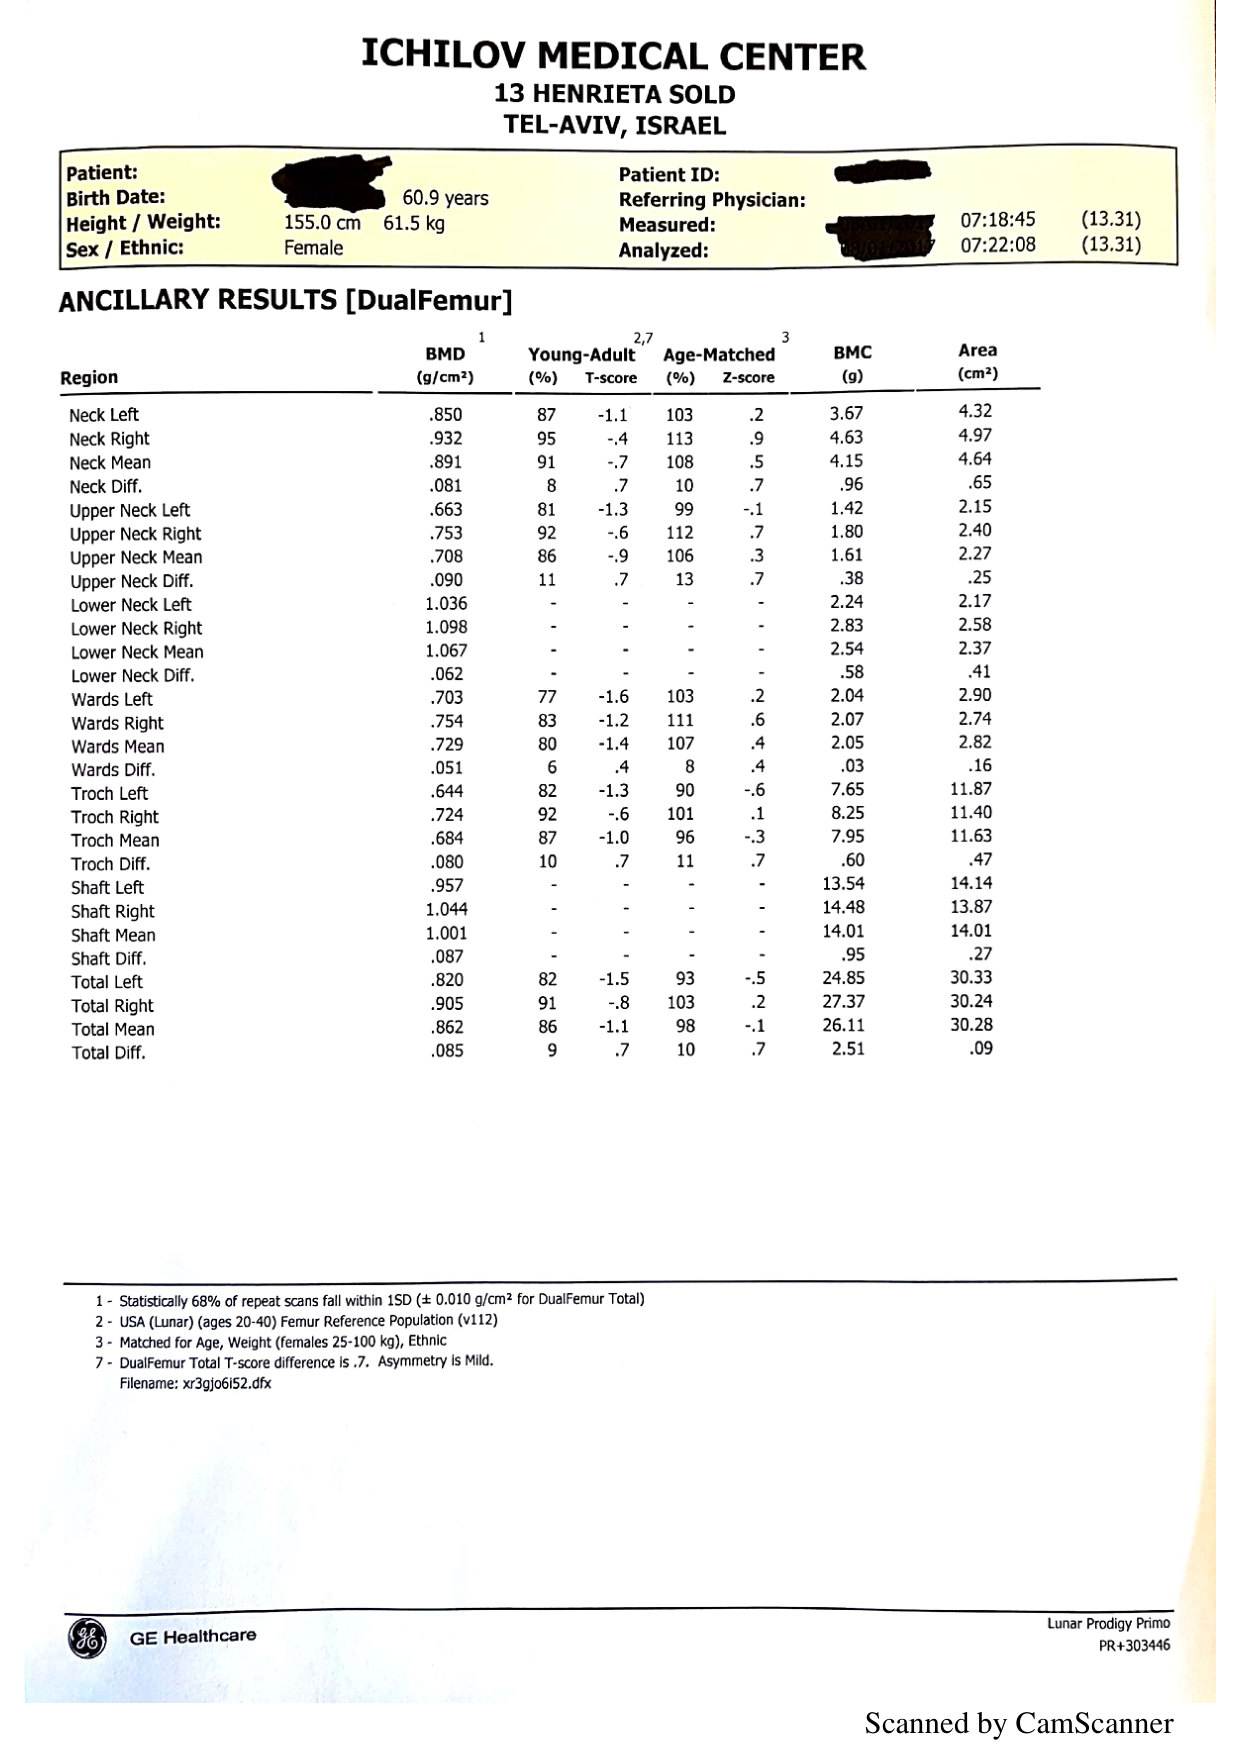 ICHILOV MEDICAL CENTER
13 HENRIETA SOLD
TEL-AVIV, ISRAEL
Patient: Patient ID:
Birth Date: 60.9 years Referring Physician:
Height / Weight: 155.0 cm 61.5 kg Measured: 07:18:45 (13.31)
Sex / Ethnic: Female Analyzed: 07:22:08 (13.31)
ANCILLARY RESULTS [DualFemur]
1 2,7 3
BMD Young-Adult Age-Matched BMC Area
Region (g/cm²) (%) T-score (%) Z-score (g) (cm²)
Neck Left .850 87 -1.1 103 .2 3.67 4.32
Neck Right .932 95 -.4 113 .9 4.63 4.97
Neck Mean .891 91 -.7 108 .5 4.15 4.64
Neck Diff. .081 8 .7 10 .7 .96 .65
Upper Neck Left .663 81 -1.3 99 -.1 1.42 2.15
Upper Neck Right .753 92 -.6 112 .7 1.80 2.40
Upper Neck Mean .708 86 -.9 106 .3 1.61 2.27
Upper Neck Diff. .090 11 .7 13 .7 .38 .25
Lower Neck Left 1.036 - - - - 2.24 2.17
Lower Neck Right 1.098 - - - - 2.83 2.58
Lower Neck Mean 1.067 - - - - 2.54 2.37
Lower Neck Diff. .062 - - - - .58 .41
Wards Left .703 77 -1.6 103 .2 2.04 2.90
Wards Right .754 83 -1.2 111 .6 2.07 2.74
Wards Mean .729 80 -1.4 107 .4 2.05 2.82
Wards Diff. .051 6 .4 8 .4 .03 .16
Troch Left .644 82 -1.3 90 -.6 7.65 11.87
Troch Right .724 92 -.6 101 .1 8.25 11.40
Troch Mean .684 87 -1.0 96 -.3 7.95 11.63
Troch Diff. .080 10 .7 11 .7 .60 .47
Shaft Left .957 - - - - 13.54 14.14
Shaft Right 1.044 - - - - 14.48 13.87
Shaft Mean 1.001 - - - - 14.01 14.01
Shaft Diff. .087 - - - - .95 .27
Total Left .820 82 -1.5 93 -.5 24.85 30.33
Total Right .905 91 -.8 103 .2 27.37 30.24
Total Mean .862 86 -1.1 98 -.1 26.11 30.28
Total Diff. .085 9 .7 10 .7 2.51 .09
1 - Statistically 68% of repeat scans fall within 1SD (± 0.010 g/cm² for DualFemur Total)
2 - USA (Lunar) (ages 20-40) Femur Reference Population (v112)
3 - Matched for Age, Weight (females 25-100 kg), Ethnic
7 - DualFemur Total T-score difference is .7. Asymmetry is Mild.
Filename: xr3gjo6i52.dfx
GE Healthcare
Lunar Prodigy Primo
PR+303446
Scanned by CamScanner